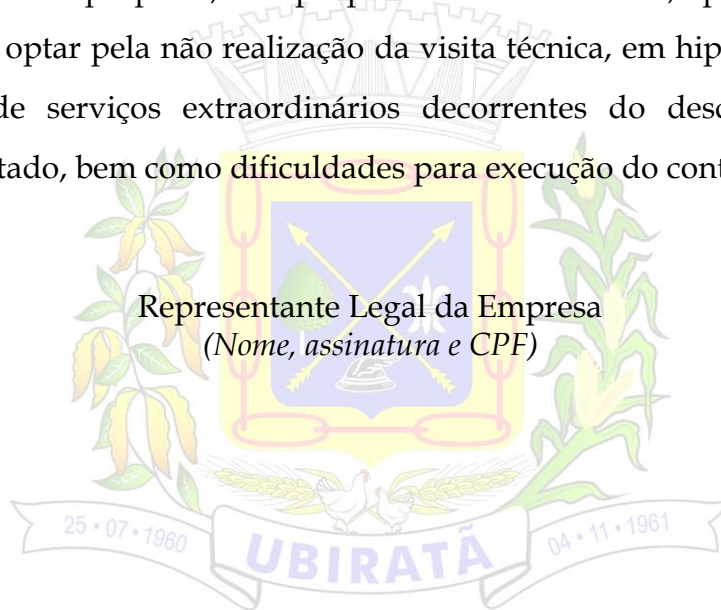 optar pela não realização da visita técnica, em hip
de serviços extraordinários decorrentes do desc
tado, bem como dificuldades para execução do cont
Representante Legal da Empresa
(Nome, assinatura e CPF)
25 • 07 • 1960
UBIRATÃ
04 • 11 • 1961